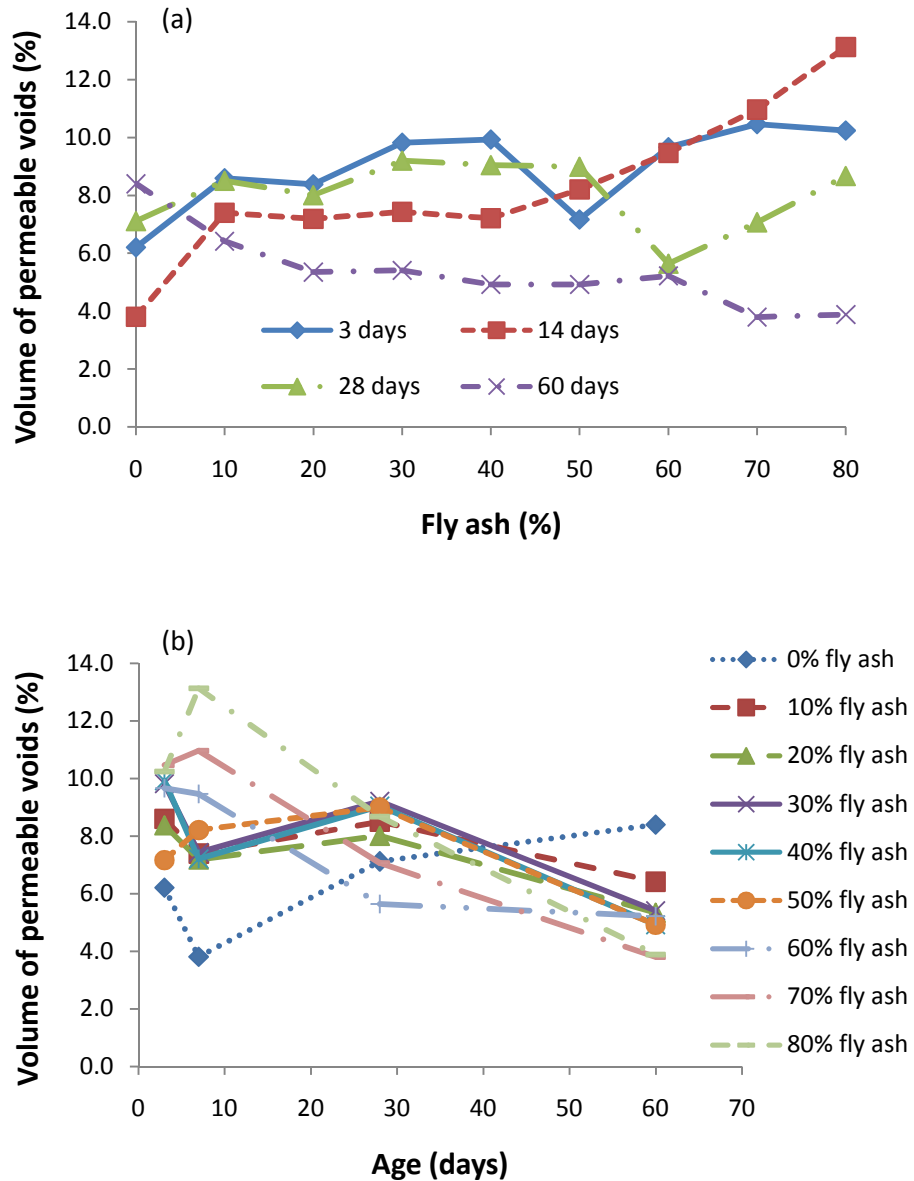 (a)
Volume of permeable voids (%)
14.0
12.0
10.0
8.0
6.0
4.0
2.0
0.0
3 days
14 days
28 days
60 days
0 10 20 30 40 50 60 70 80
Fly ash (%)
(b)
Volume of permeable voids (%)
14.0
12.0
10.0
8.0
6.0
4.0
2.0
0.0
0 10 20 30 40 50 60 70
Age (days)
0% fly ash
10% fly ash
20% fly ash
30% fly ash
40% fly ash
50% fly ash
60% fly ash
70% fly ash
80% fly ash